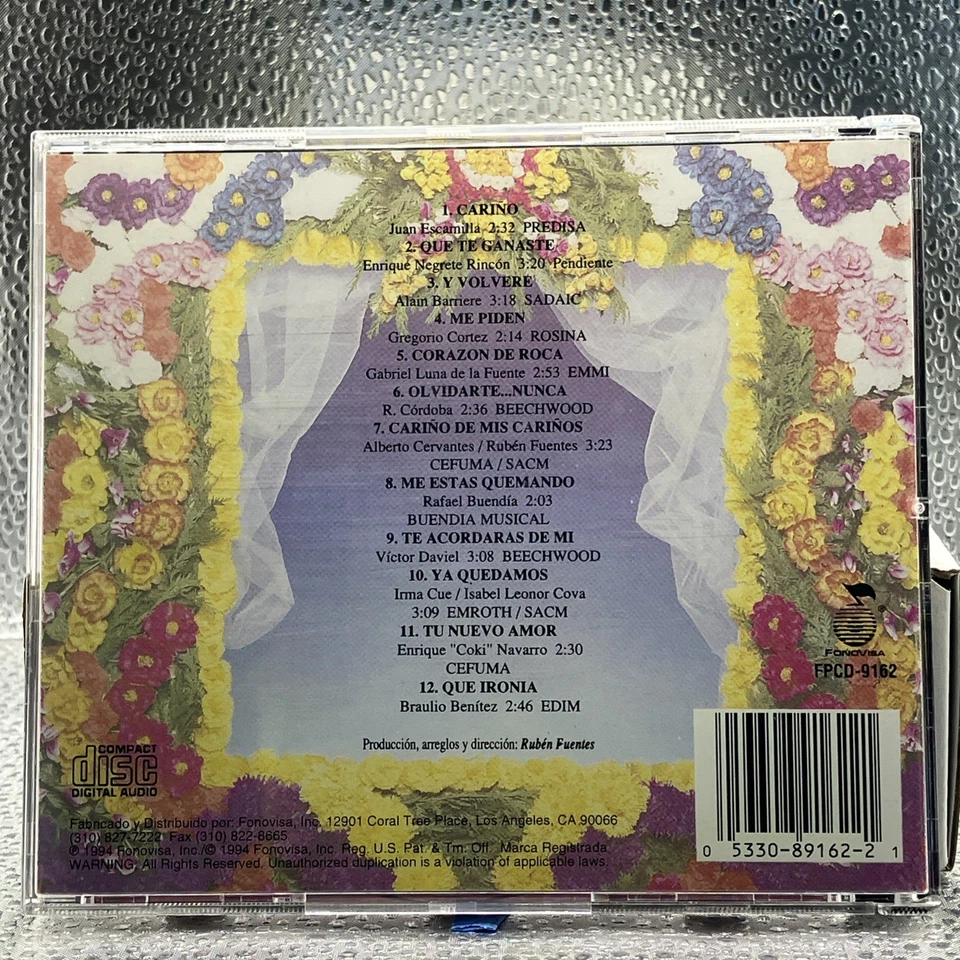 1. CARIÑO
Juan Escamilla 2:32 PREDISA
2. QUE TE GANASTE
Enrique Negrete Rincón 3:20 Pendiente
3. Y VOLVERE
Alain Barriere 3:18 SADAIC
4. ME PIDEN
Gregorio Cortez 2:14 ROSINA
5. CORAZON DE ROCA
Gabriel Luna de la Fuente 2:53 EMMI
6. OLVIDARTE...NUNCA
R. Córdoba 2:36 BEECHWOOD
7. CARIÑO DE MIS CARIÑOS
Alberto Cervantes / Rubén Fuentes 3:23
CEFUMA / SACM
8. ME ESTAS QUEMANDO
Rafael Buendía 2:03
BUENDIA MUSICAL
9. TE ACORDARAS DE MI
Víctor Daviel 3:08 BEECHWOOD
10. YA QUEDAMOS
Irma Cue / Isabel Leonor Cova
3:09 EMROTH / SACM
11. TU NUEVO AMOR
Enrique "Coki" Navarro 2:30
CEFUMA
12. QUE IRONIA
Braulio Benítez 2:46 EDIM
Producción, arreglos y dirección: Rubén Fuentes
FONOVISA
FPCD-9162
COMPACT
disc
DIGITAL AUDIO
Fabricado y Distribuido por: Fonovisa, Inc. 12901 Coral Tree Place, Los Angeles, CA 90066
(310) 827-7222 Fax (310) 822-8665
℗ 1994 Fonovisa, Inc./© 1994 Fonovisa, Inc. Reg. U.S. Pat. & Tm. Off. Marca Registrada.
WARNING: All Rights Reserved. Unauthorized duplication is a violation of applicable laws.
0 5330-89162-2 1